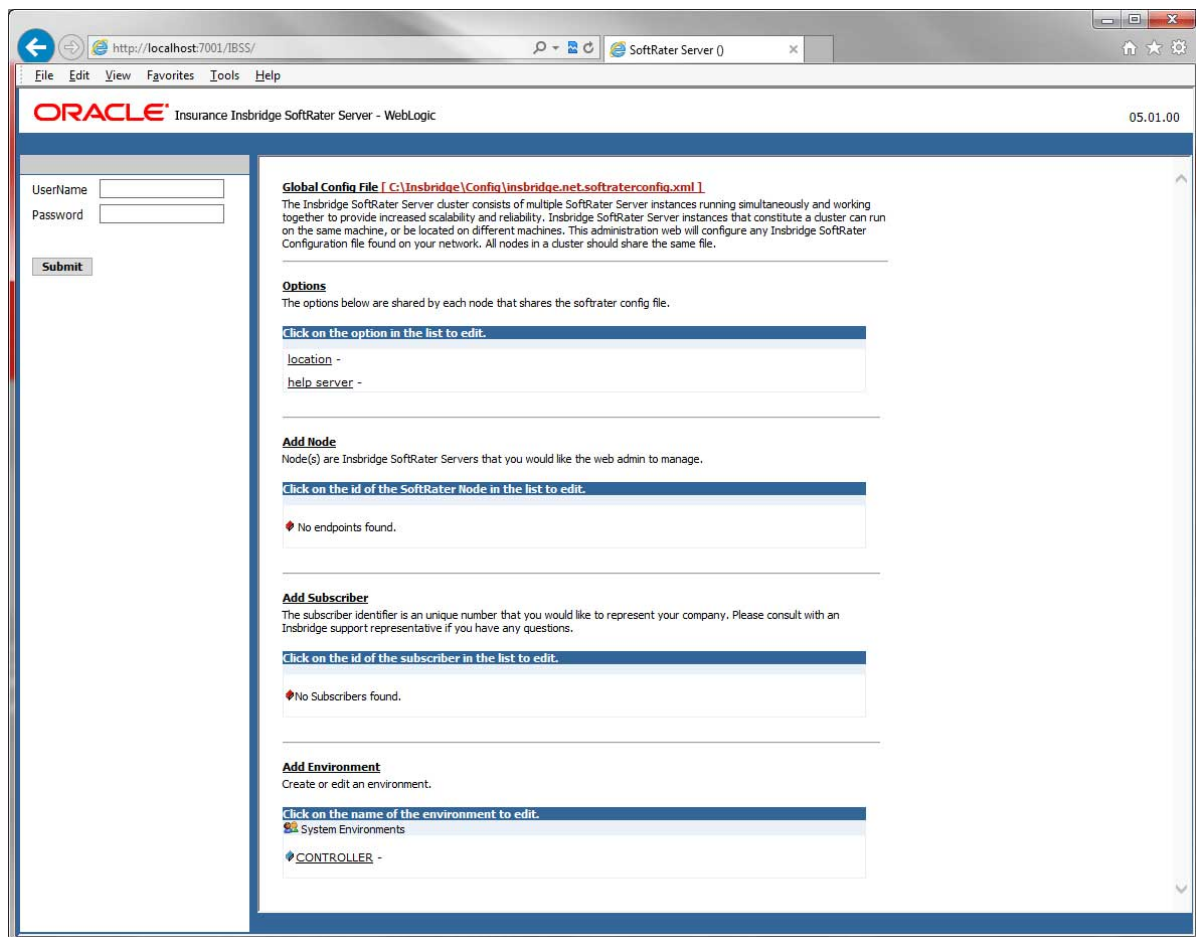 http://localhost:7001/IBSS/
SoftRater Server ()
File Edit View Favorites Tools Help
ORACLE Insurance Insbridge SoftRater Server - WebLogic
05.01.00
UserName
Password
Submit
Global Config File [ C:\Insbridge\Config\insbridge.net.softraterconfig.xml ]
The Insbridge SoftRater Server cluster consists of multiple SoftRater Server instances running simultaneously and working
together to provide increased scalability and reliability. Insbridge SoftRater Server instances that constitute a cluster can run
on the same machine, or be located on different machines. This administration web will configure any Insbridge SoftRater
Configuration file found on your network. All nodes in a cluster should share the same file.
Options
The options below are shared by each node that shares the softrater config file.
Click on the option in the list to edit.
location -
help server -
Add Node
Node(s) are Insbridge SoftRater Servers that you would like the web admin to manage.
Click on the id of the SoftRater Node in the list to edit.
No endpoints found.
Add Subscriber
The subscriber identifier is an unique number that you would like to represent your company. Please consult with an
Insbridge support representative if you have any questions.
Click on the id of the subscriber in the list to edit.
No Subscribers found.
Add Environment
Create or edit an environment.
Click on the name of the environment to edit.
System Environments
CONTROLLER -